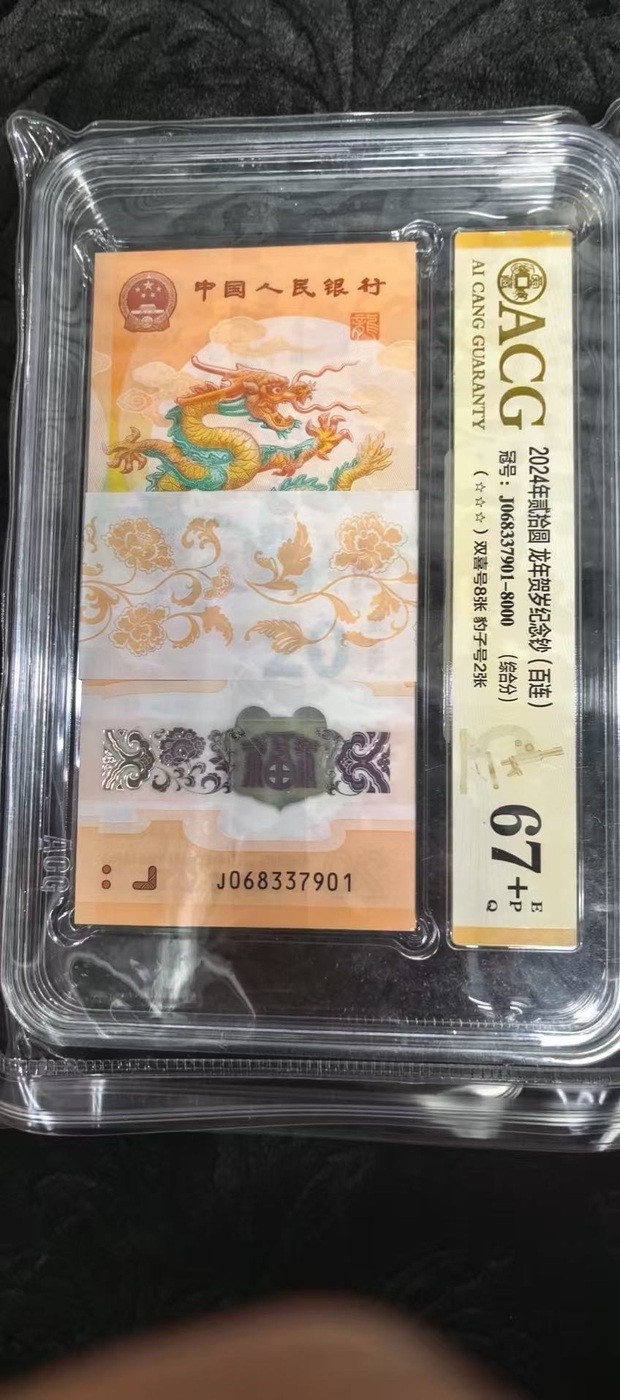 中国人民银行
龍
J068337901
ACG
AI CANG GUARANTY
2024年贰拾圆 龙年贺岁纪念钞（百连）
冠号：J068337901-8000 （综合分）
（☆☆☆）双喜号8张 豹子号2张
67+
E
P
Q
ACG